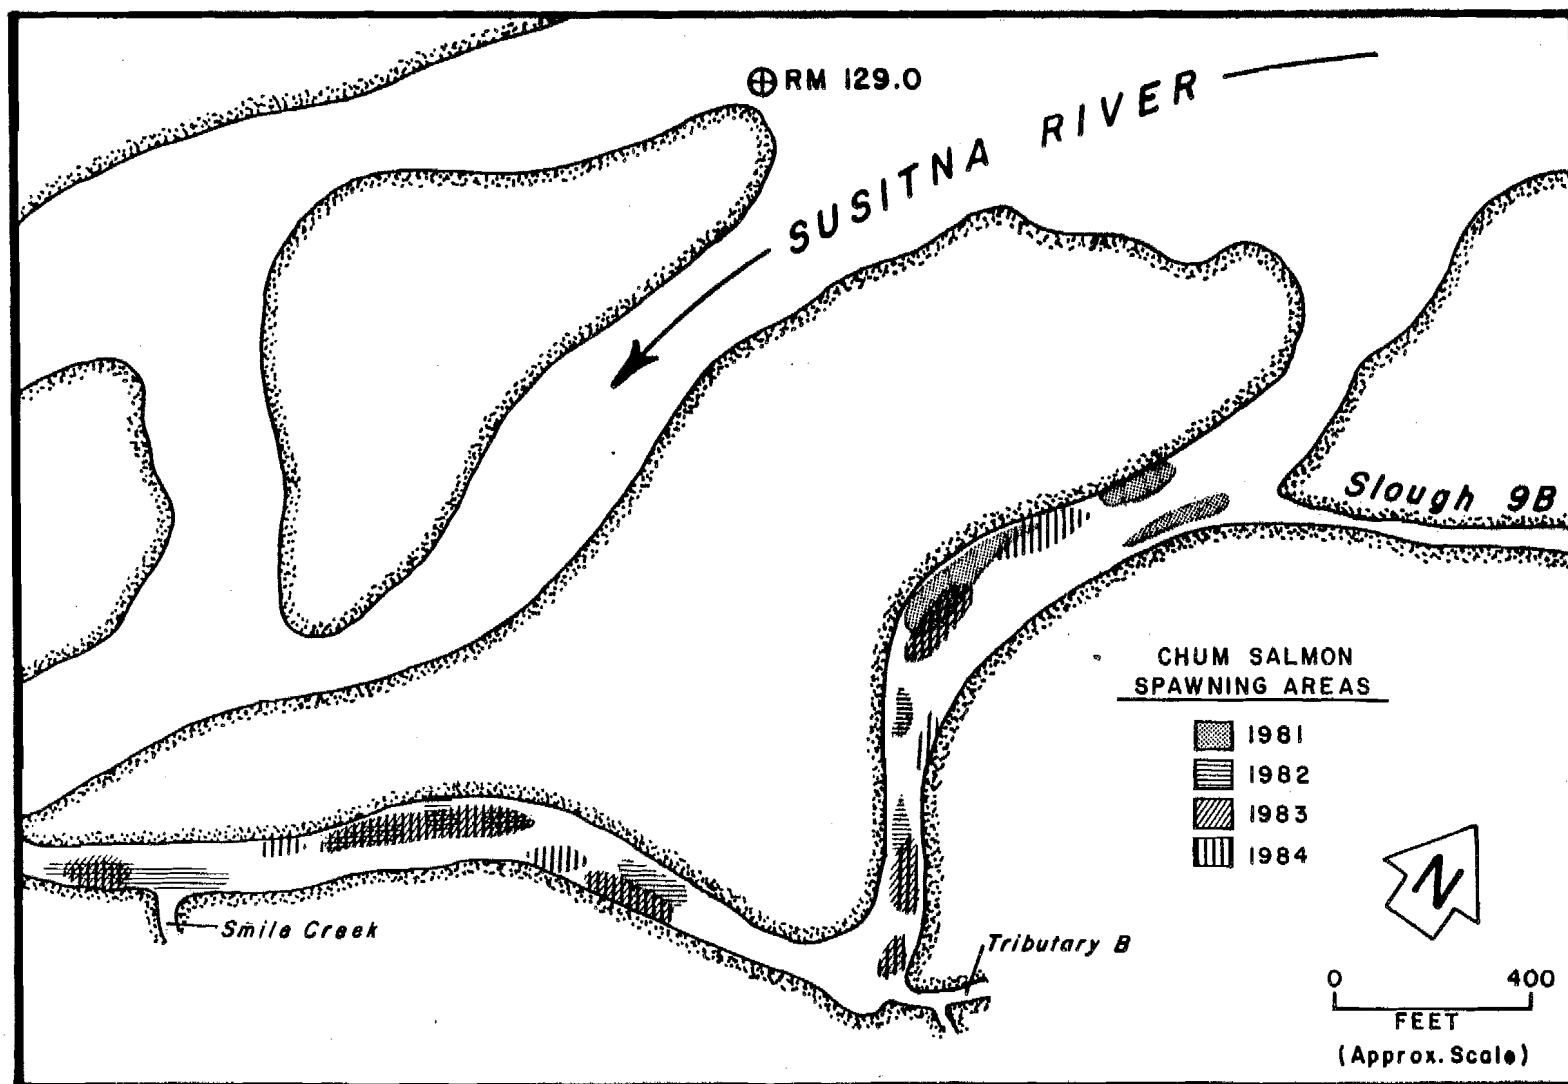 ⊕ RM 129.0
SUSITNA RIVER
Slough 9B
CHUM SALMON
SPAWNING AREAS
1981
1982
1983
1984
N
Smile Creek
Tributary B
0 400
FEET
(Approx. Scale)